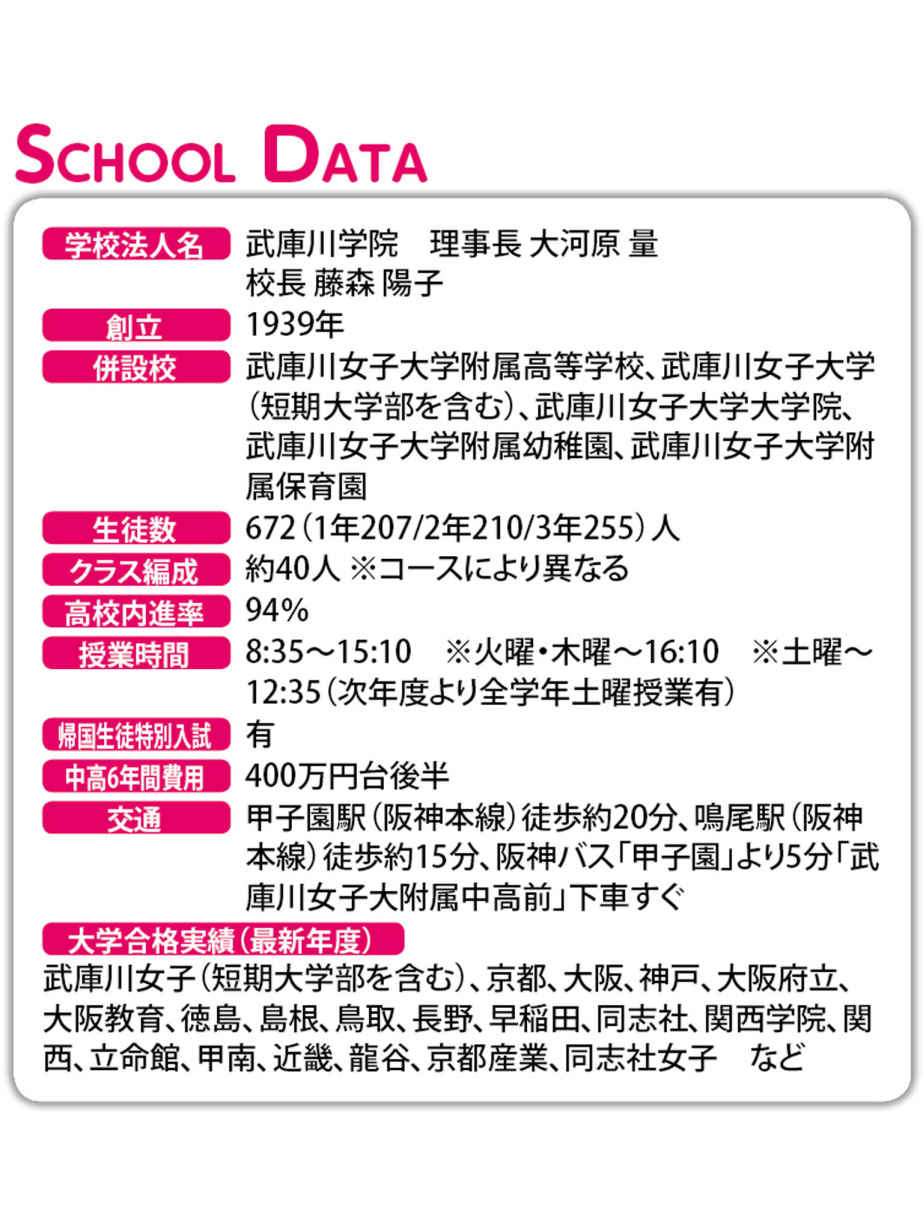 SCHOOL DATA
学校法人名 武庫川学院　理事長 大河原 量
校長 藤森 陽子
創立 1939年
併設校 武庫川女子大学附属高等学校、武庫川女子大学
（短期大学部を含む）、武庫川女子大学大学院、
武庫川女子大学附属幼稚園、武庫川女子大学附
属保育園
生徒数 672（1年207/2年210/3年255）人
クラス編成 約40人 ※コースにより異なる
高校内進率 94%
授業時間 8:35〜15:10　※火曜・木曜〜16:10　※土曜〜
12:35（次年度より全学年土曜授業有）
帰国生徒特別入試 有
中高6年間費用 400万円台後半
交通 甲子園駅（阪神本線）徒歩約20分、鳴尾駅（阪神
本線）徒歩約15分、阪神バス「甲子園」より5分「武
庫川女子大附属中高前」下車すぐ
大学合格実績（最新年度）
武庫川女子（短期大学部を含む）、京都、大阪、神戸、大阪府立、
大阪教育、徳島、島根、鳥取、長野、早稲田、同志社、関西学院、関
西、立命館、甲南、近畿、龍谷、京都産業、同志社女子　など